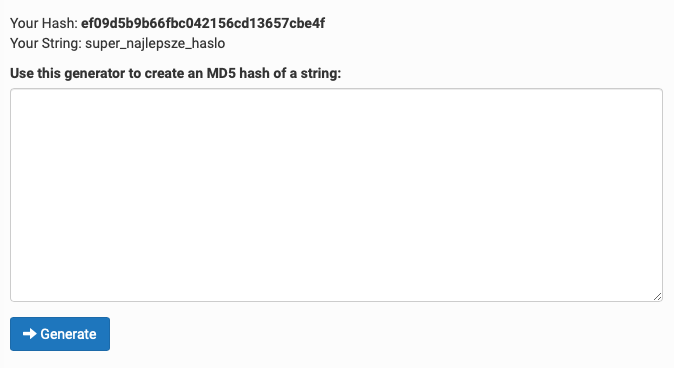 Your Hash: ef09d5b9b66fbc042156cd13657cbe4f
Your String: super_najlepsze_haslo
Use this generator to create an MD5 hash of a string:
Generate